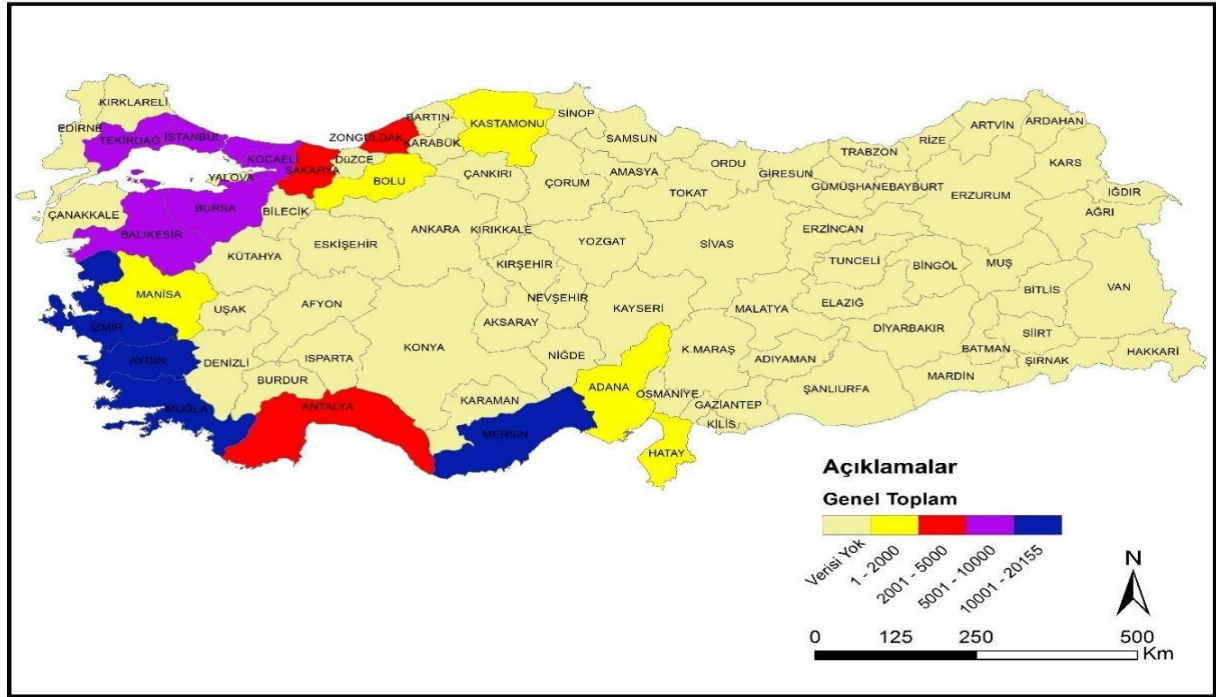 KIRKLARELİ
EDİRNE
TEKİRDAĞ
İSTANBUL
KOCAELİ
YALOVA
SAKARYA
DÜZCE
ZONGULDAK
BARTIN
KARABÜK
KASTAMONU
SİNOP
SAMSUN
ORDU
GİRESUN
TRABZON
RİZE
ARTVİN
ARDAHAN
KARS
IĞDIR
AĞRI
ERZURUM
BAYBURT
GÜMÜŞHANE
BOLU
ÇANKIRI
ÇORUM
AMASYA
TOKAT
ÇANAKKALE
BALIKESİR
BURSA
BİLECİK
KÜTAHYA
ESKİŞEHİR
ANKARA
KIRIKKALE
KIRŞEHİR
YOZGAT
SİVAS
ERZİNCAN
TUNCELİ
BİNGÖL
MUŞ
BİTLİS
VAN
MANİSA
UŞAK
AFYON
NEVŞEHİR
KAYSERİ
MALATYA
ELAZIĞ
DİYARBAKIR
BATMAN
SİİRT
ŞIRNAK
HAKKARİ
İZMİR
AYDIN
DENİZLİ
ISPARTA
KONYA
AKSARAY
NİĞDE
K.MARAŞ
ADIYAMAN
ŞANLIURFA
MARDİN
MUĞLA
BURDUR
ANTALYA
KARAMAN
MERSİN
ADANA
OSMANİYE
GAZİANTEP
KİLİS
HATAY
Açıklamalar
Genel Toplam
Verisi Yok
1 - 2000
2001 - 5000
5001 - 10000
10001 - 20155
N
0 125 250 500
Km